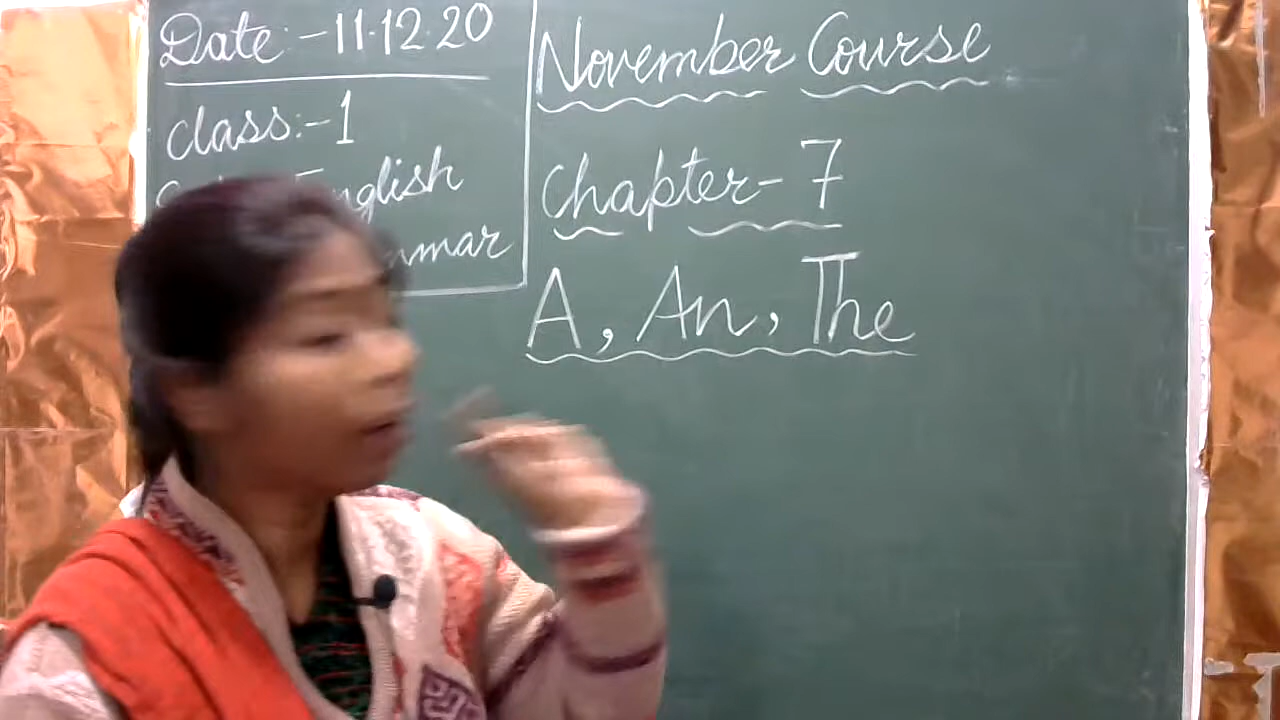 Date:-11.12.20
class:-1
English
November Course
Chapter-7
A, An, The